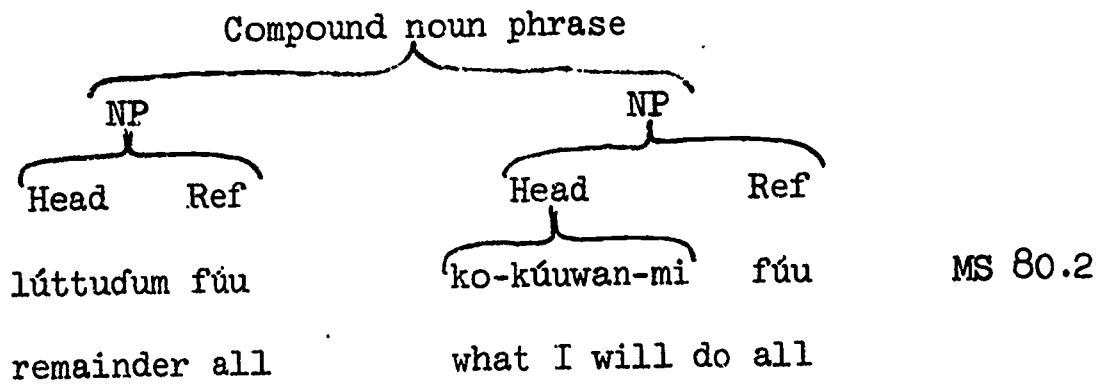 Compound noun phrase
NP NP
Head Ref Head Ref
lúttuɗum fúu ko-kúuwan-mi fúu MS 80.2
remainder all what I will do all